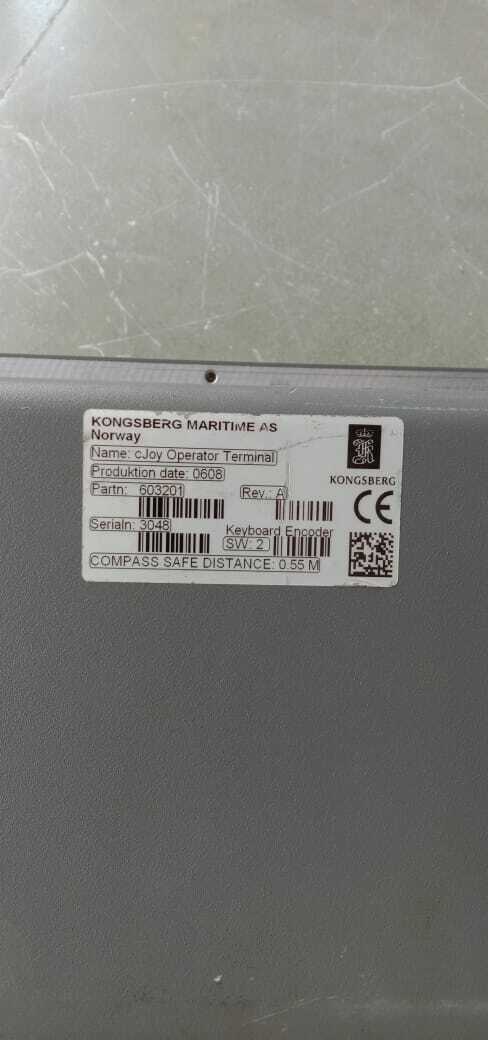 KONGSBERG MARITIME AS
Norway
Name: cJoy Operator Terminal
Produktion date: 0608
Partn: 603201
Rev.: A
KONGSBERG
CE
Serialn: 3048
Keyboard Encoder
SW: 2
COMPASS SAFE DISTANCE: 0.55 M